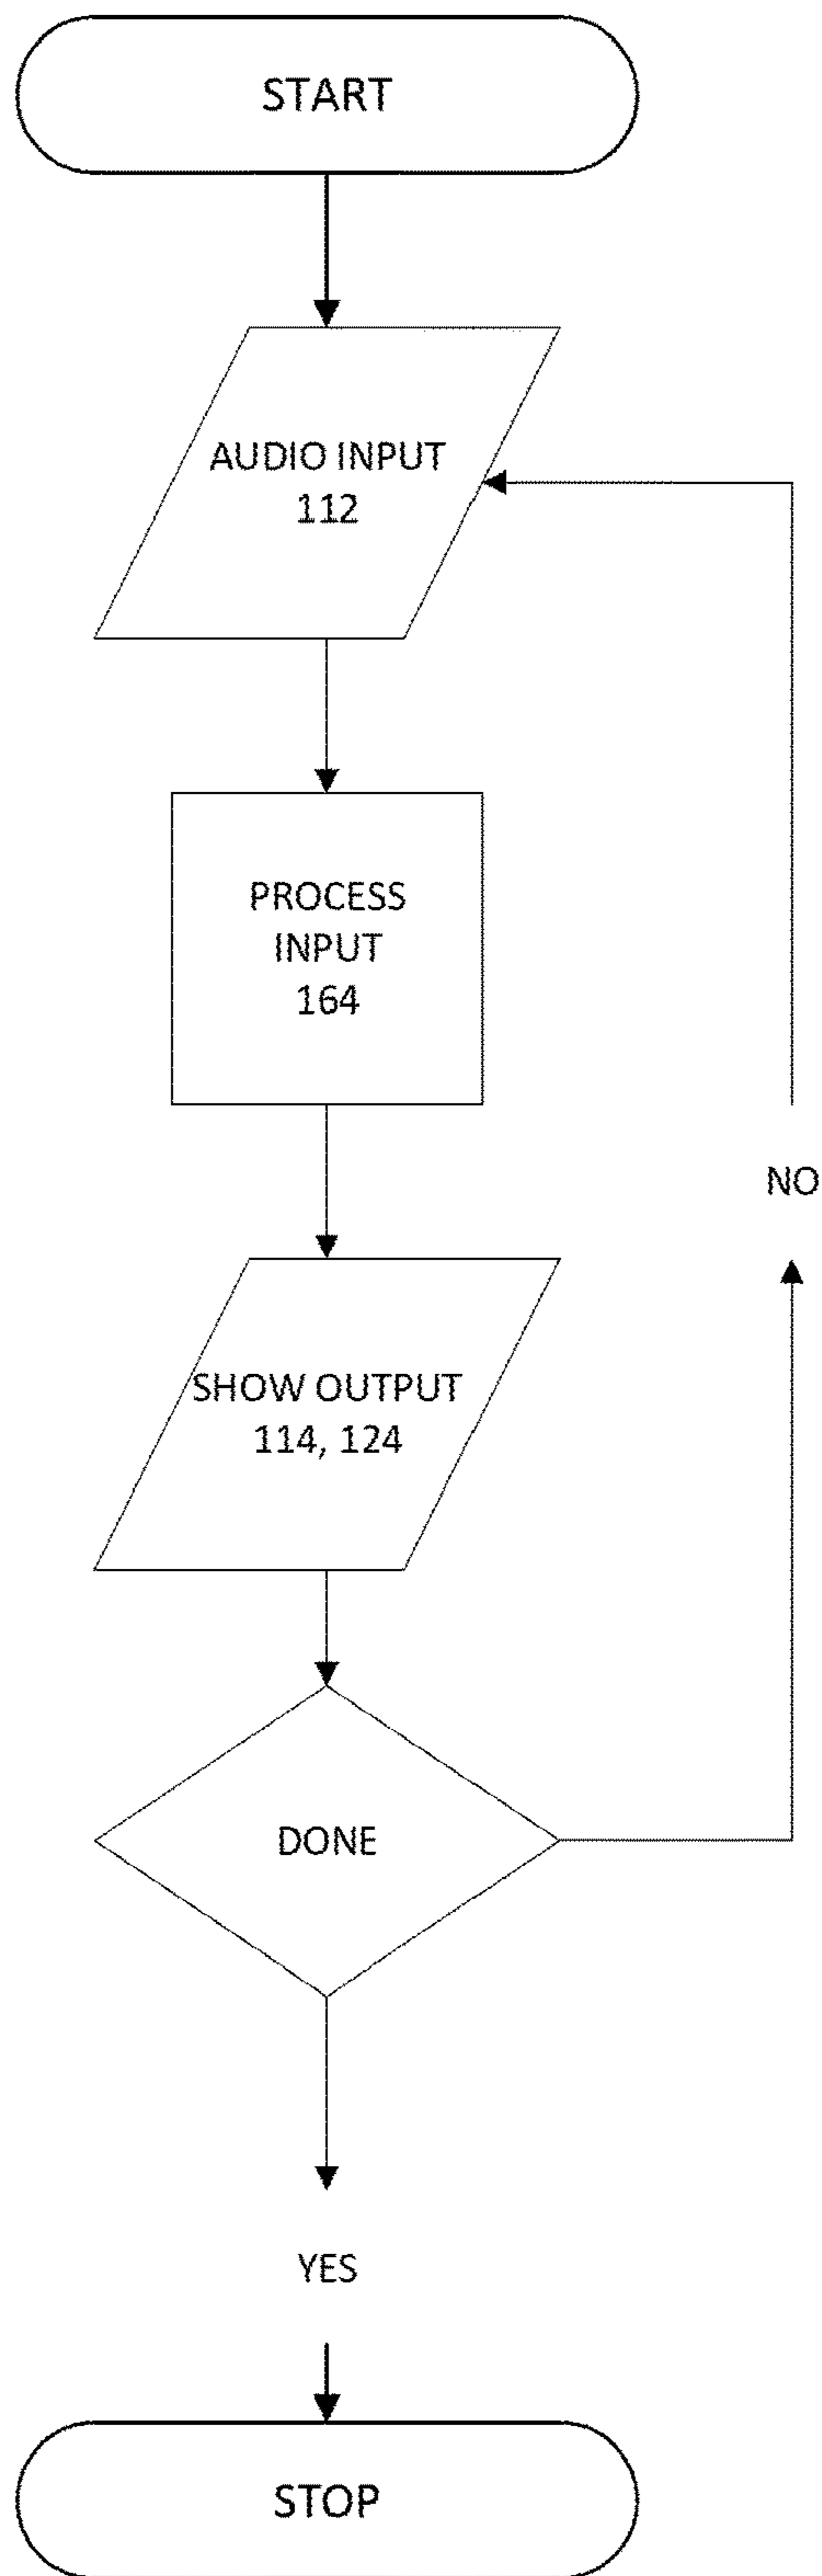 START
AUDIO INPUT
112
PROCESS
INPUT
164
NO
SHOW OUTPUT
114, 124
DONE
YES
STOP